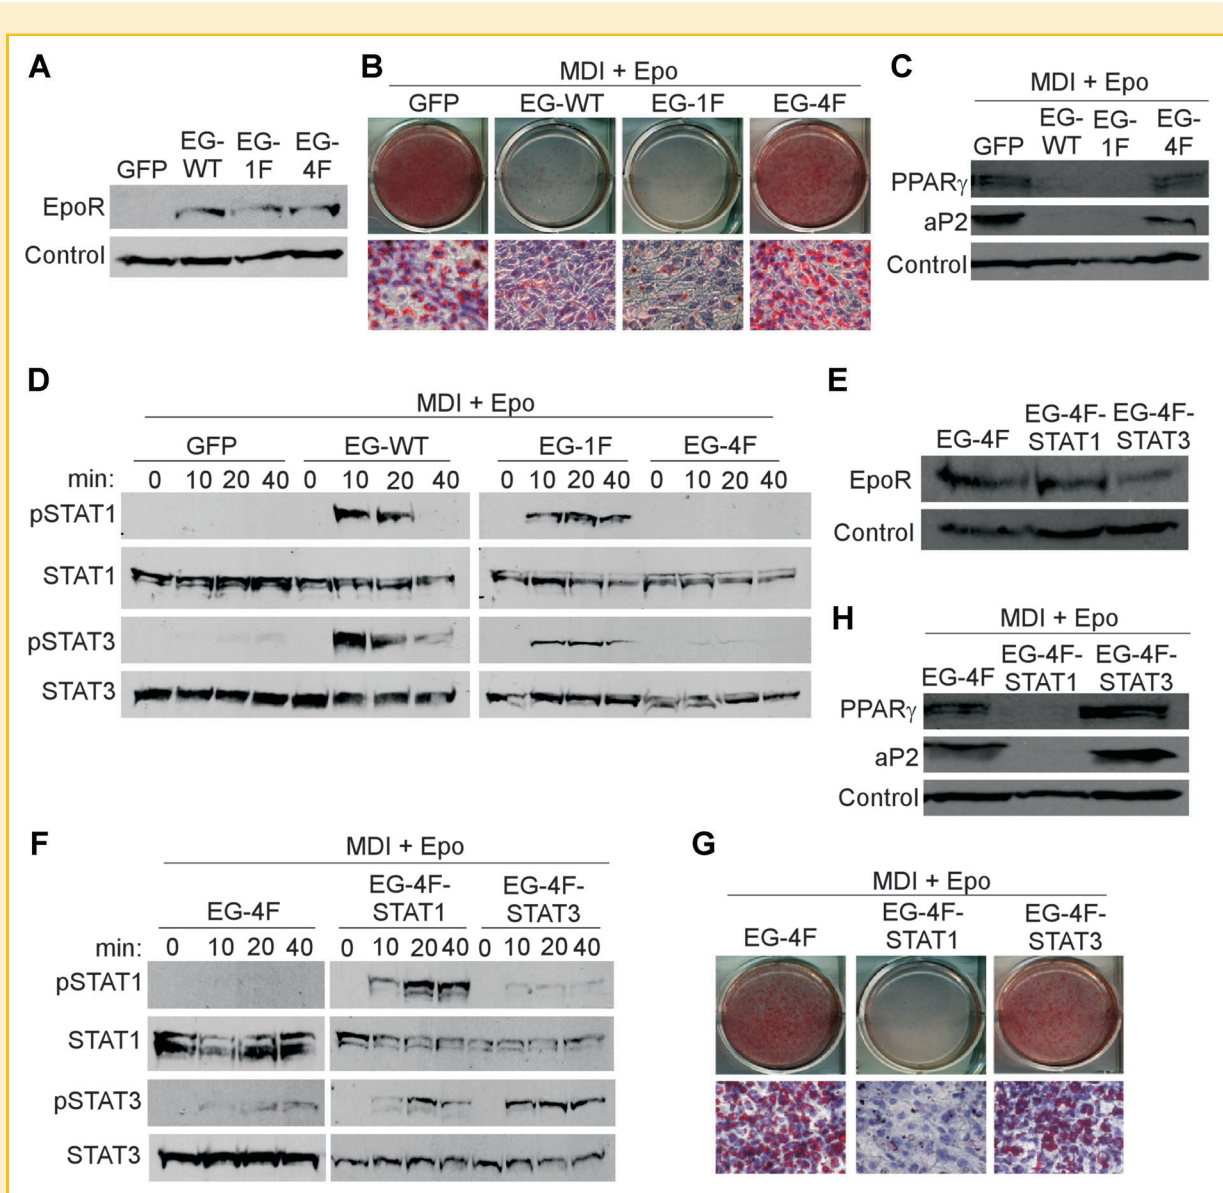 A
EG- EG- EG-
GFP WT 1F 4F
EpoR
Control
B
MDI + Epo
GFP EG-WT EG-1F EG-4F
C
MDI + Epo
EG- EG- EG-
GFP WT 1F 4F
PPARγ
aP2
Control
D
MDI + Epo
GFP EG-WT EG-1F EG-4F
min: 0 10 20 40 0 10 20 40 0 10 20 40 0 10 20 40
pSTAT1
STAT1
pSTAT3
STAT3
E
EG-4F- EG-4F-
EG-4F STAT1 STAT3
EpoR
Control
H
MDI + Epo
EG-4F- EG-4F-
EG-4F STAT1 STAT3
PPARγ
aP2
Control
F
MDI + Epo
EG-4F- EG-4F-
EG-4F STAT1 STAT3
min: 0 10 20 40 0 10 20 40 0 10 20 40
pSTAT1
STAT1
pSTAT3
STAT3
G
MDI + Epo
EG-4F- EG-4F-
EG-4F STAT1 STAT3